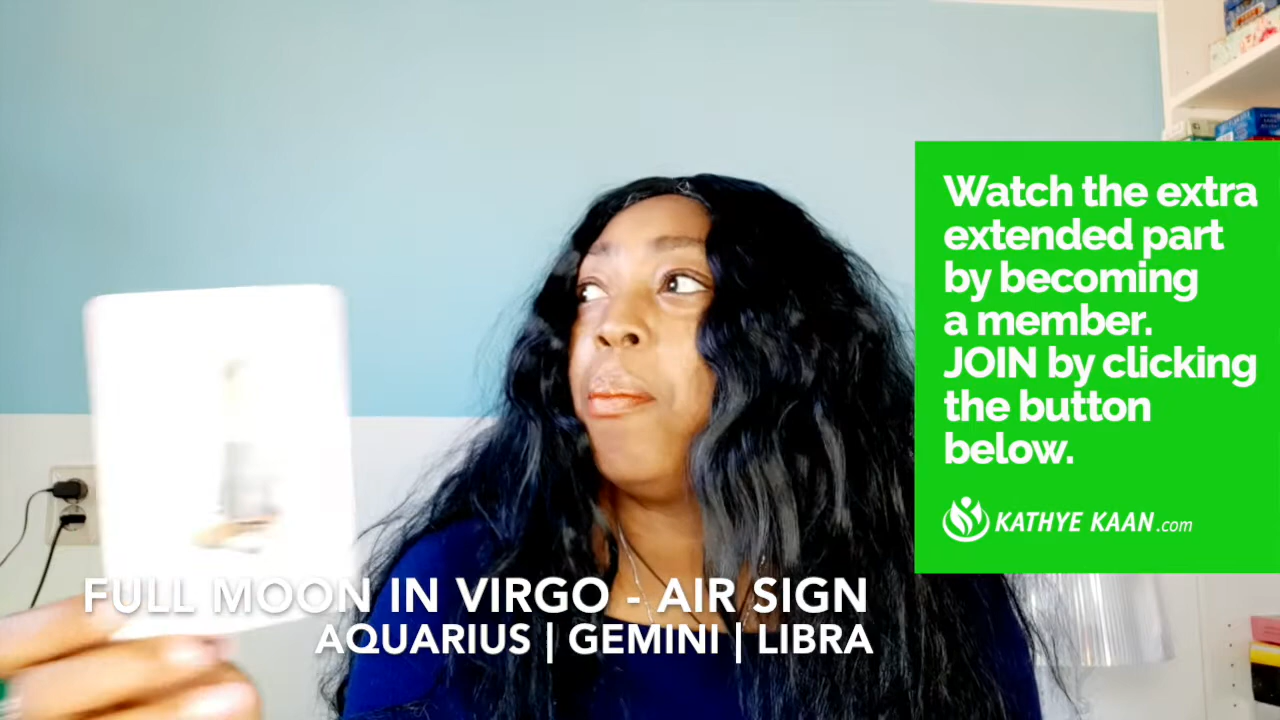 Watch the extra
extended part
by becoming
a member.
JOIN by clicking
the button
below.
KATHYE KAAN.com
FULL MOON IN VIRGO - AIR SIGN
AQUARIUS | GEMINI | LIBRA